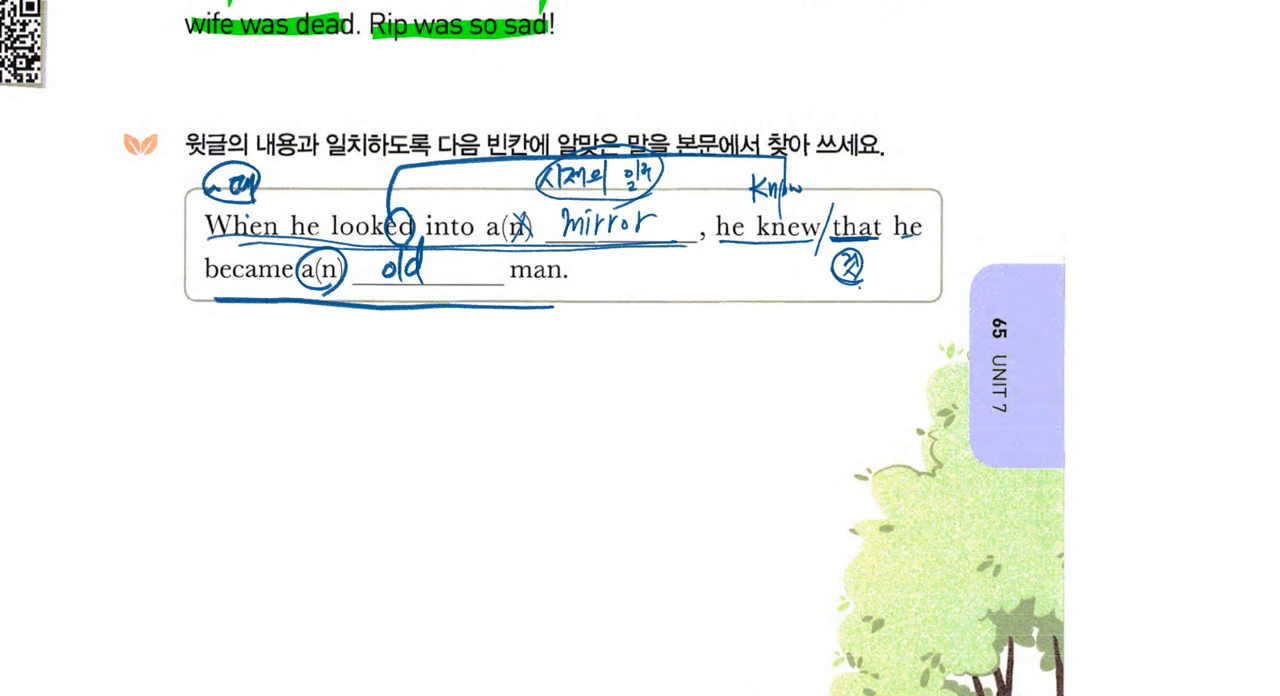 wife was dead. Rip was so sad!
윗글의 내용과 일치하도록 다음 빈칸에 알맞은 말을 본문에서 찾아 쓰세요.
~ 때
시제의 일치
Know
When he looked into a(n) mirror, he knew/that he
became a(n) old man.
것
65 UNIT 7